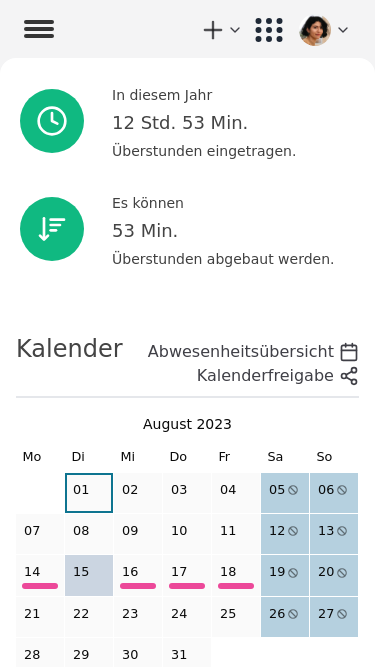 In diesem Jahr
12 Std. 53 Min.
Überstunden eingetragen.
Es können
53 Min.
Überstunden abgebaut werden.
Kalender
Abwesenheitsübersicht
Kalenderfreigabe
August 2023
Mo Di Mi Do Fr Sa So
01 02 03 04 05 06
07 08 09 10 11 12 13
14 15 16 17 18 19 20
21 22 23 24 25 26 27
28 29 30 31